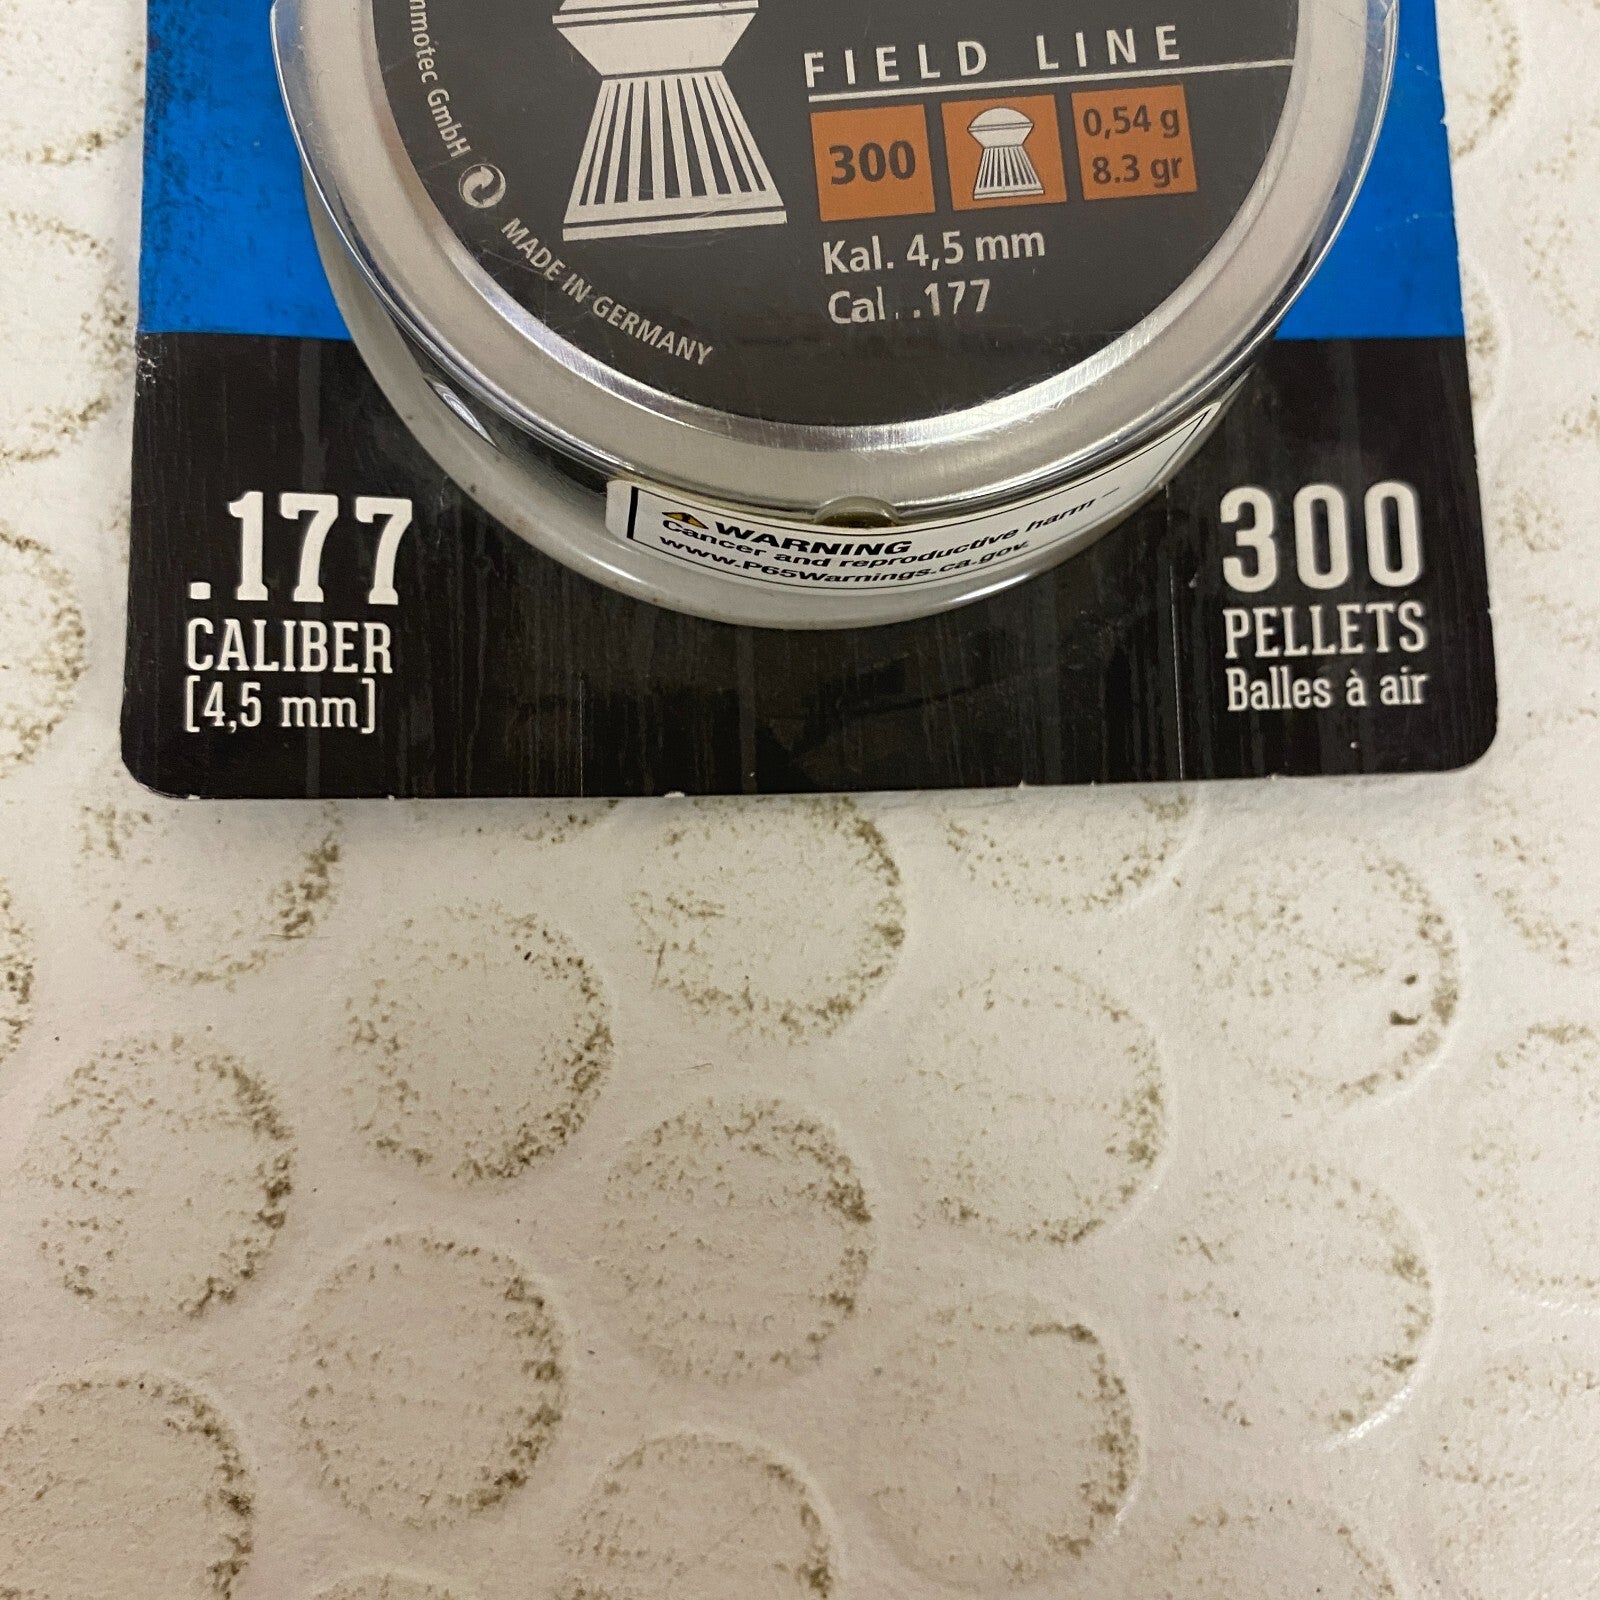 FIELD LINE
300
0,54 g
8.3 gr
Kal. 4,5 mm
Cal. .177
GmbH
MADE IN GERMANY
WARNING
Cancer and reproductive harm –
www.P65Warnings.ca.gov.
.177
CALIBER
[4,5 mm]
300
PELLETS
Balles à air